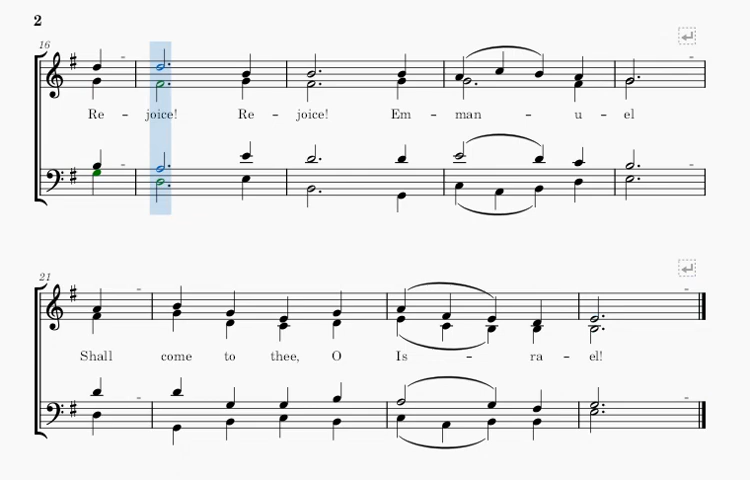 2
16
Re - joice! Re - joice! Em - man - u - el
21
Shall come to thee, O Is - ra - el!